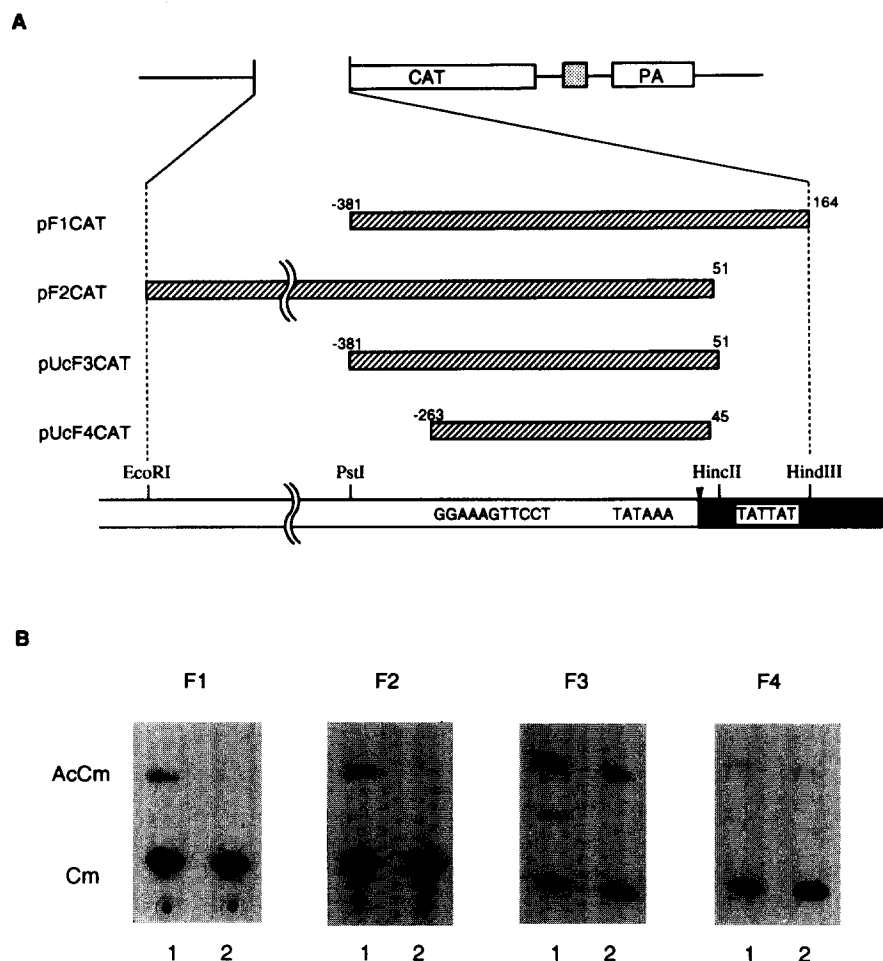 A
CAT PA
-381 164
pF1CAT
51
pF2CAT
-381 51
pUcF3CAT
-263 45
pUcF4CAT
EcoRI PstI HincII HindIII
GGAAAGTTCCT TATAAA TATTAT
B
F1 F2 F3 F4
AcCm
Cm
1 2 1 2 1 2 1 2